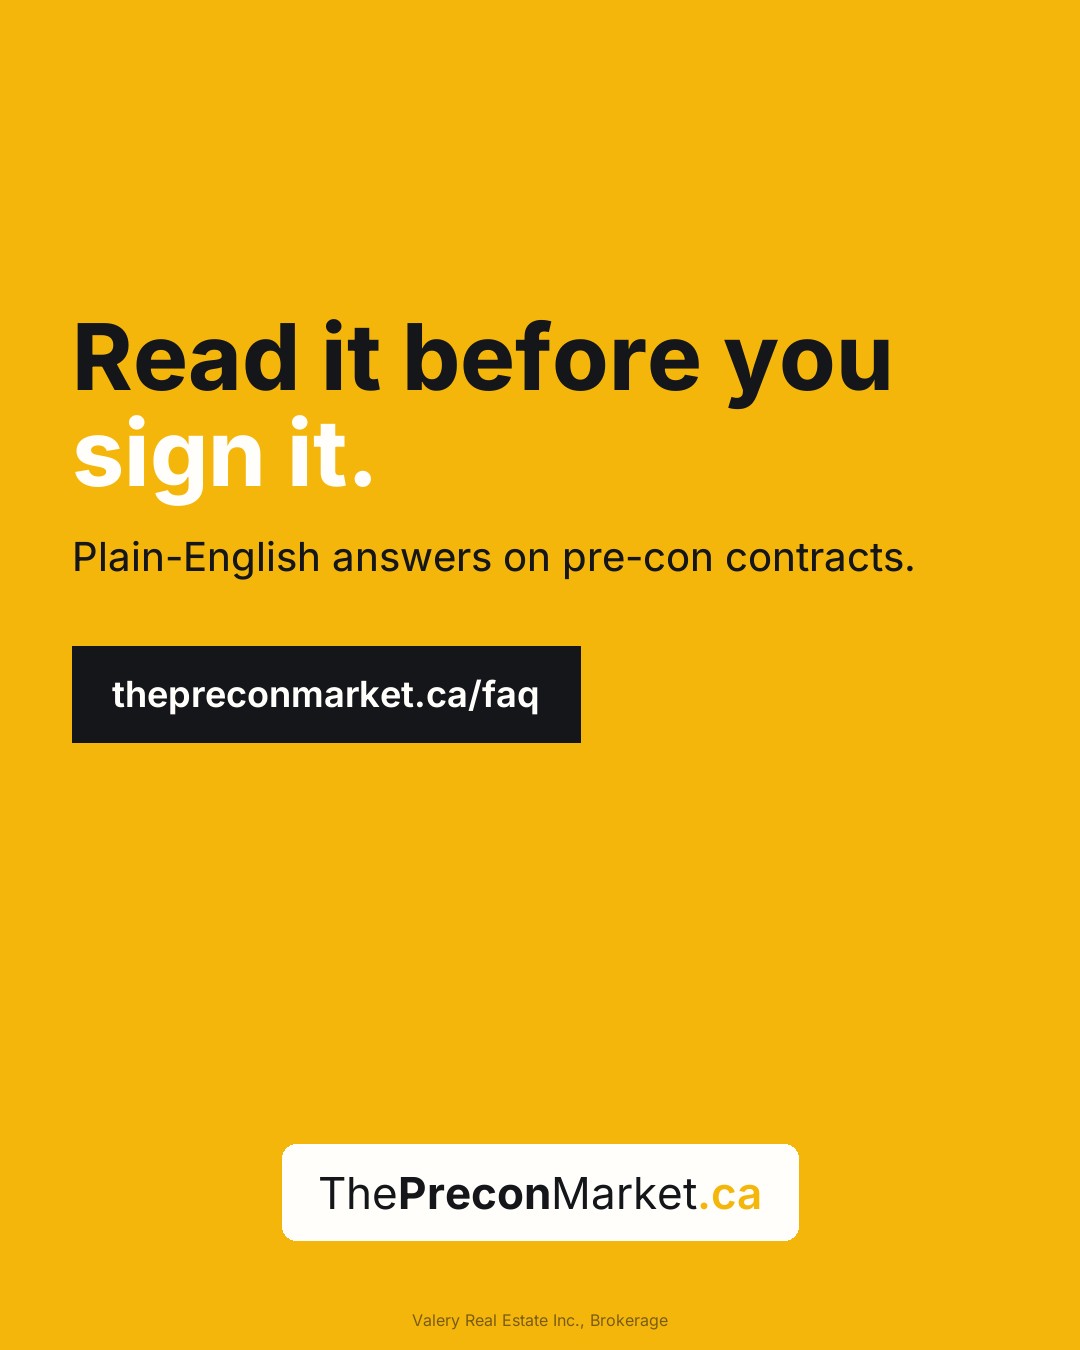 Read it before you
sign it.
Plain-English answers on pre-con contracts.
thepreconmarket.ca/faq
ThePreconMarket.ca
Valery Real Estate Inc., Brokerage